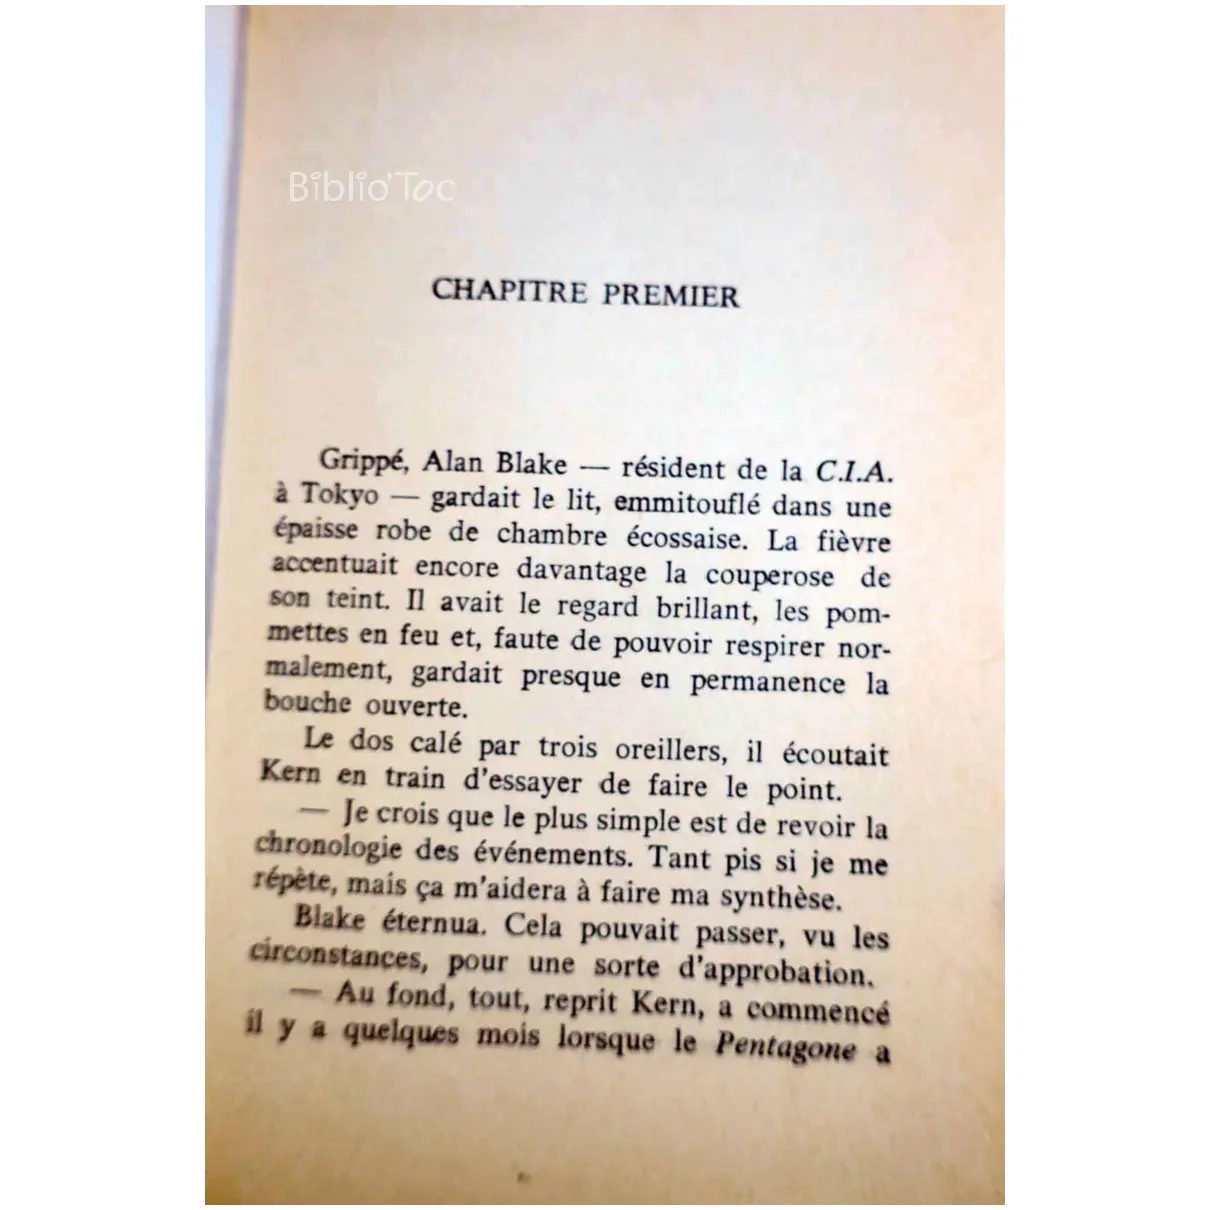 Biblio'Toc
CHAPITRE PREMIER
Grippé, Alan Blake — résident de la C.I.A.
à Tokyo — gardait le lit, emmitouflé dans une
épaisse robe de chambre écossaise. La fièvre
accentuait encore davantage la couperose de
son teint. Il avait le regard brillant, les pom-
mettes en feu et, faute de pouvoir respirer nor-
malement, gardait presque en permanence la
bouche ouverte.
Le dos calé par trois oreillers, il écoutait
Kern en train d'essayer de faire le point.
— Je crois que le plus simple est de revoir la
chronologie des événements. Tant pis si je me
répète, mais ça m'aidera à faire ma synthèse.
Blake éternua. Cela pouvait passer, vu les
circonstances, pour une sorte d'approbation.
— Au fond, tout, reprit Kern, a commencé
il y a quelques mois lorsque le Pentagone a